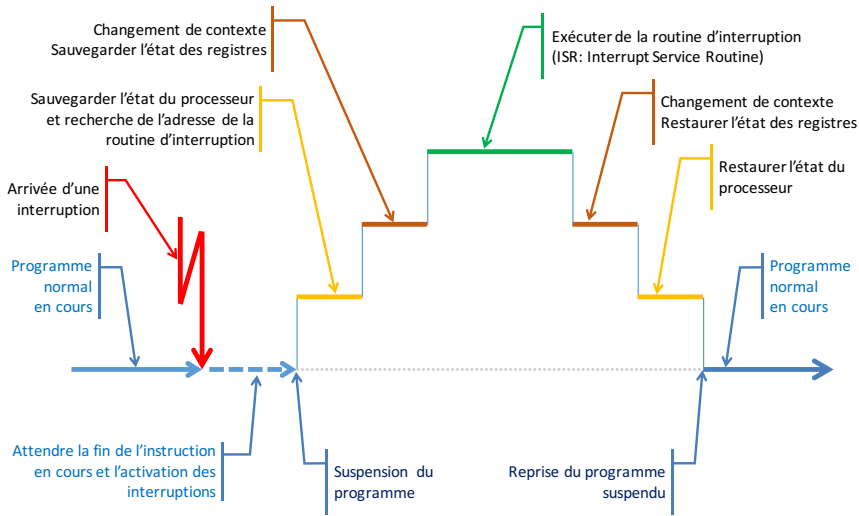 Changement de contexte
Sauvegarder l'état des registres
Exécuter de la routine d'interruption
(ISR: Interrupt Service Routine)
Sauvegarder l'état du processeur
et recherche de l'adresse de la
routine d'interruption
Changement de contexte
Restaurer l'état des registres
Arrivée d'une
interruption
Restaurer l'état du
processeur
Programme
normal
en cours
Programme
normal
en cours
Attendre la fin de l'instruction
en cours et l'activation des
interruptions
Suspension du
programme
Reprise du programme
suspendu